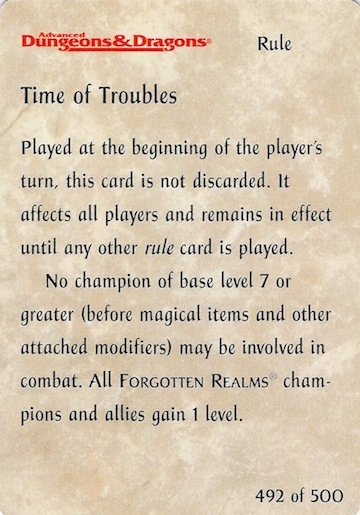 Advanced
Dungeons&Dragons®
Rule
Time of Troubles
Played at the beginning of the player's
turn, this card is not discarded. It
affects all players and remains in effect
until any other rule card is played.
No champion of base level 7 or
greater (before magical items and other
attached modifiers) may be involved in
combat. All FORGOTTEN REALMS® cham-
pions and allies gain 1 level.
492 of 500